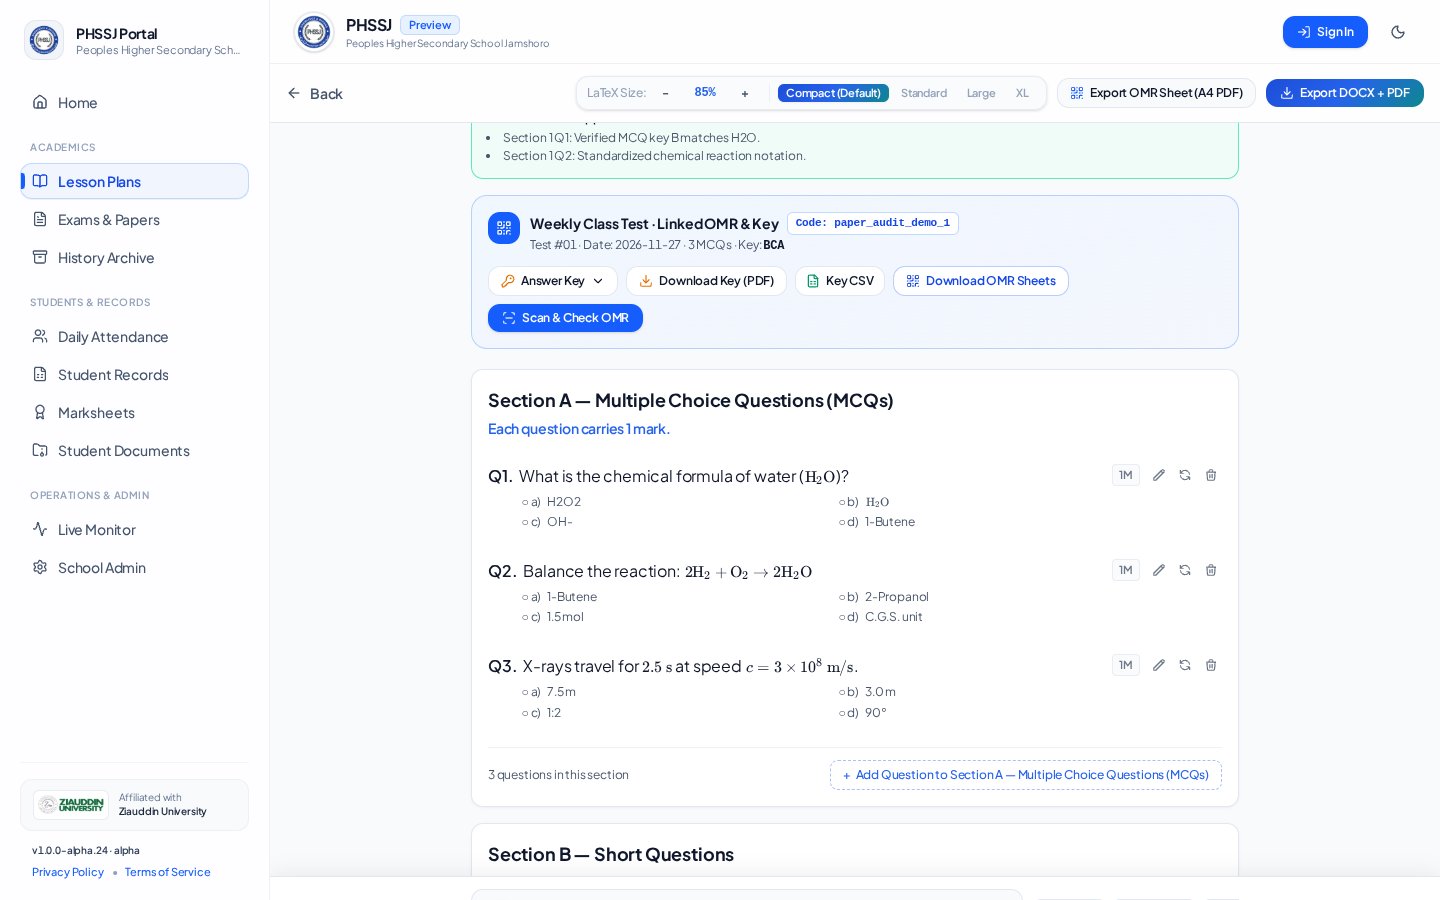 PHSSJ Portal
Peoples Higher Secondary Sch...
Home
ACADEMICS
Lesson Plans
Exams & Papers
History Archive
STUDENTS & RECORDS
Daily Attendance
Student Records
Marksheets
Student Documents
OPERATIONS & ADMIN
Live Monitor
School Admin
Affiliated with
ZIAUDDIN UNIVERSITY
Ziauddin University
v1.0.0-alpha.24 · alpha
Privacy Policy • Terms of Service
PHSSJ Preview
Peoples Higher Secondary School Jamshoro
Sign In
Back
LaTeX Size: - 85% + Compact (Default) Standard Large XL
Export OMR Sheet (A4 PDF)
Export DOCX + PDF
• Section 1 Q1: Verified MCQ key B matches H2O.
• Section 1 Q2: Standardized chemical reaction notation.
Weekly Class Test · Linked OMR & Key Code: paper_audit_demo_1
Test #01 · Date: 2026-11-27 · 3 MCQs · Key: BCA
Answer Key Download Key (PDF) Key CSV Download OMR Sheets
Scan & Check OMR
Section A — Multiple Choice Questions (MCQs)
Each question carries 1 mark.
Q1. What is the chemical formula of water (H₂O)? 1M
○ a) H2O2 ○ b) H₂O
○ c) OH- ○ d) 1-Butene
Q2. Balance the reaction: 2H₂ + O₂ → 2H₂O 1M
○ a) 1-Butene ○ b) 2-Propanol
○ c) 1.5 mol ○ d) C.G.S. unit
Q3. X-rays travel for 2.5 s at speed c = 3 × 10⁸ m/s. 1M
○ a) 7.5 m ○ b) 3.0 m
○ c) 1:2 ○ d) 90°
3 questions in this section
+ Add Question to Section A — Multiple Choice Questions (MCQs)
Section B — Short Questions